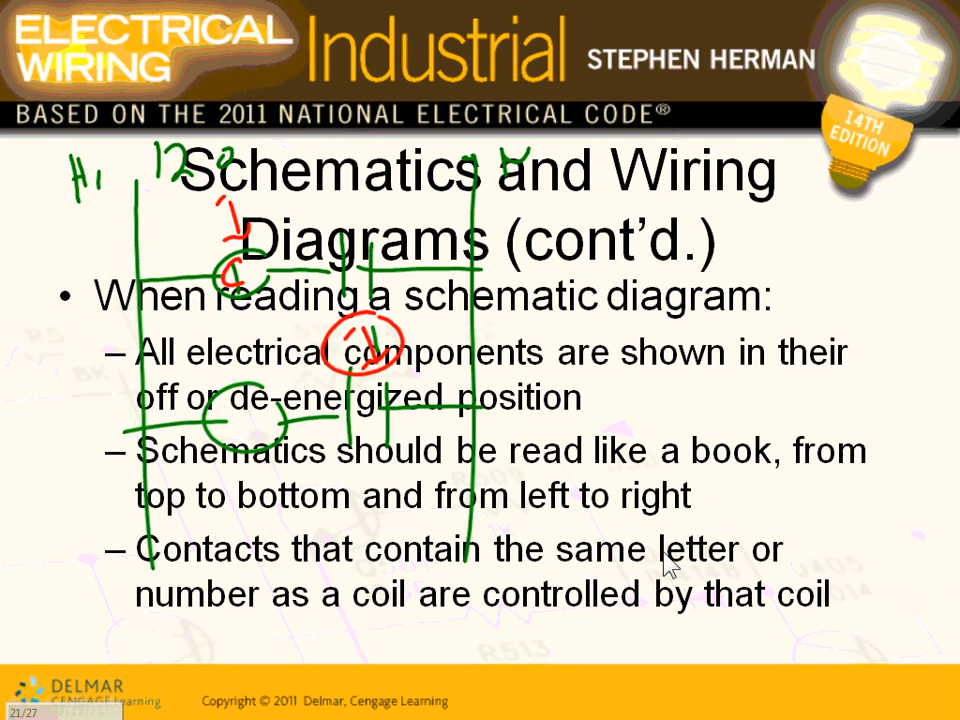 ELECTRICAL
WIRING
Industrial
STEPHEN HERMAN
BASED ON THE 2011 NATIONAL ELECTRICAL CODE®
14TH
EDITION
H1 120 V
Schematics and Wiring
Diagrams (cont'd.)
• When reading a schematic diagram:
– All electrical components are shown in their
off or de-energized position
– Schematics should be read like a book, from
top to bottom and from left to right
– Contacts that contain the same letter or
number as a coil are controlled by that coil
R513
DELMAR
CENGAGE Learning
Copyright © 2011 Delmar, Cengage Learning
21/27